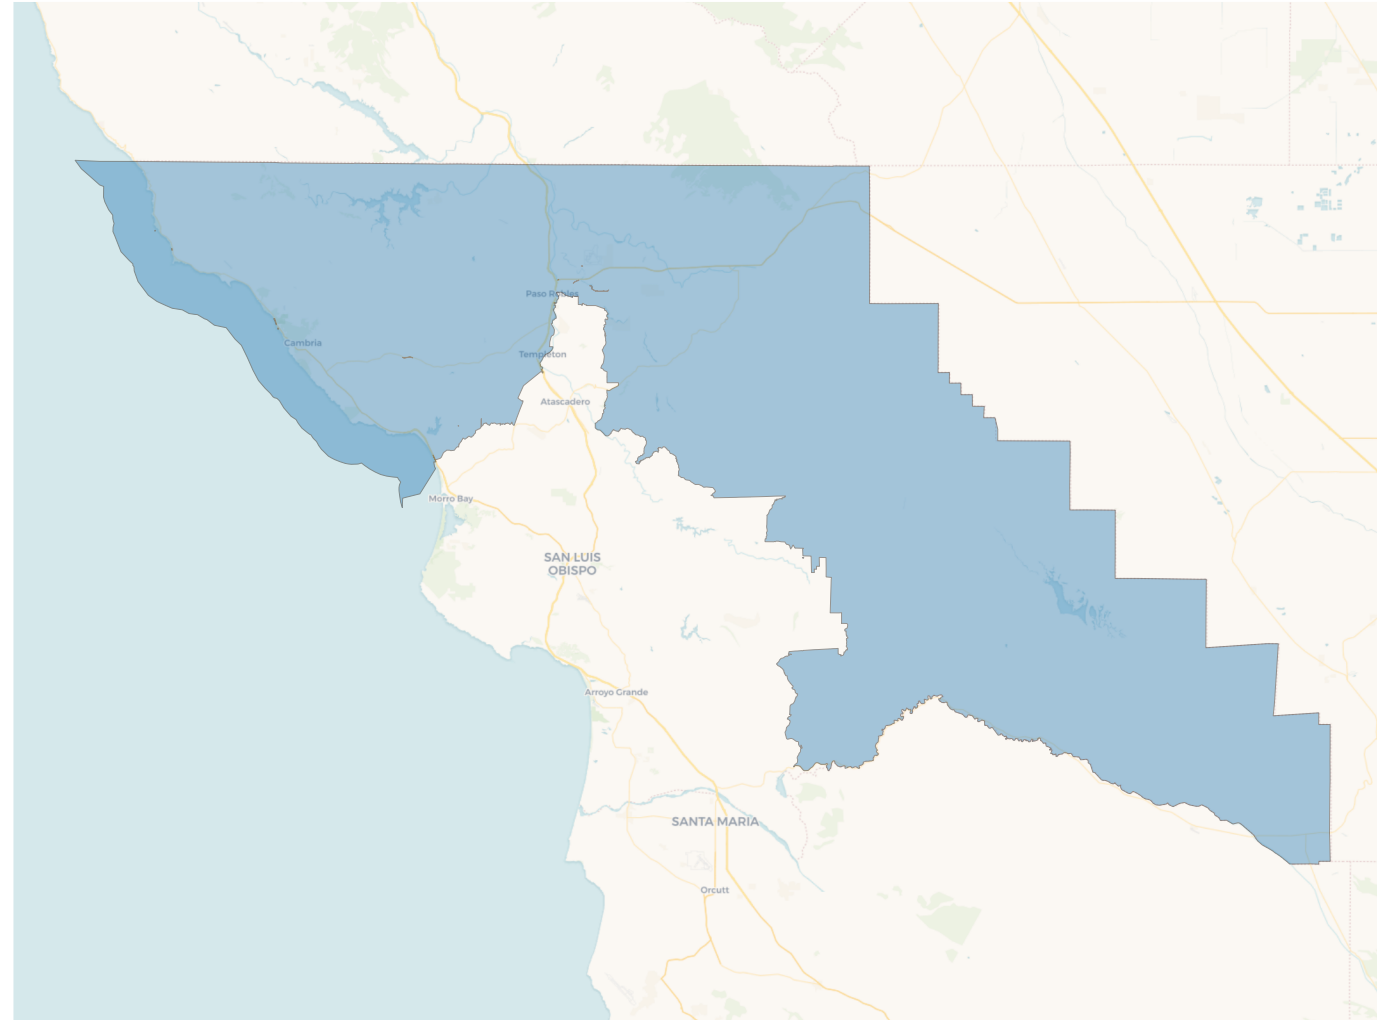 Paso Robles
Cambria
Templeton
Atascadero
Morro Bay
SAN LUIS
OBISPO
Arroyo Grande
SANTA MARIA
Orcutt